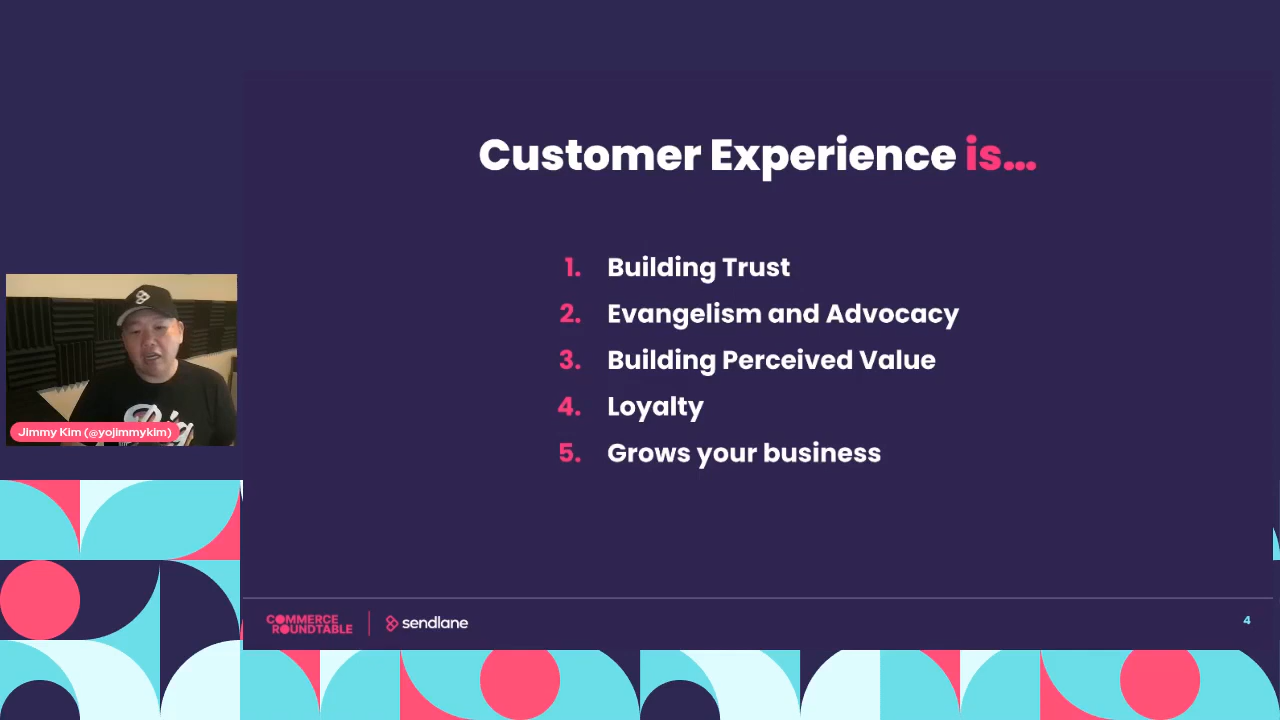 Customer Experience is...
1. Building Trust
2. Evangelism and Advocacy
3. Building Perceived Value
4. Loyalty
5. Grows your business
Big
Jimmy Kim (@yojimmykim)
COMMERCE
ROUNDTABLE
sendlane
4